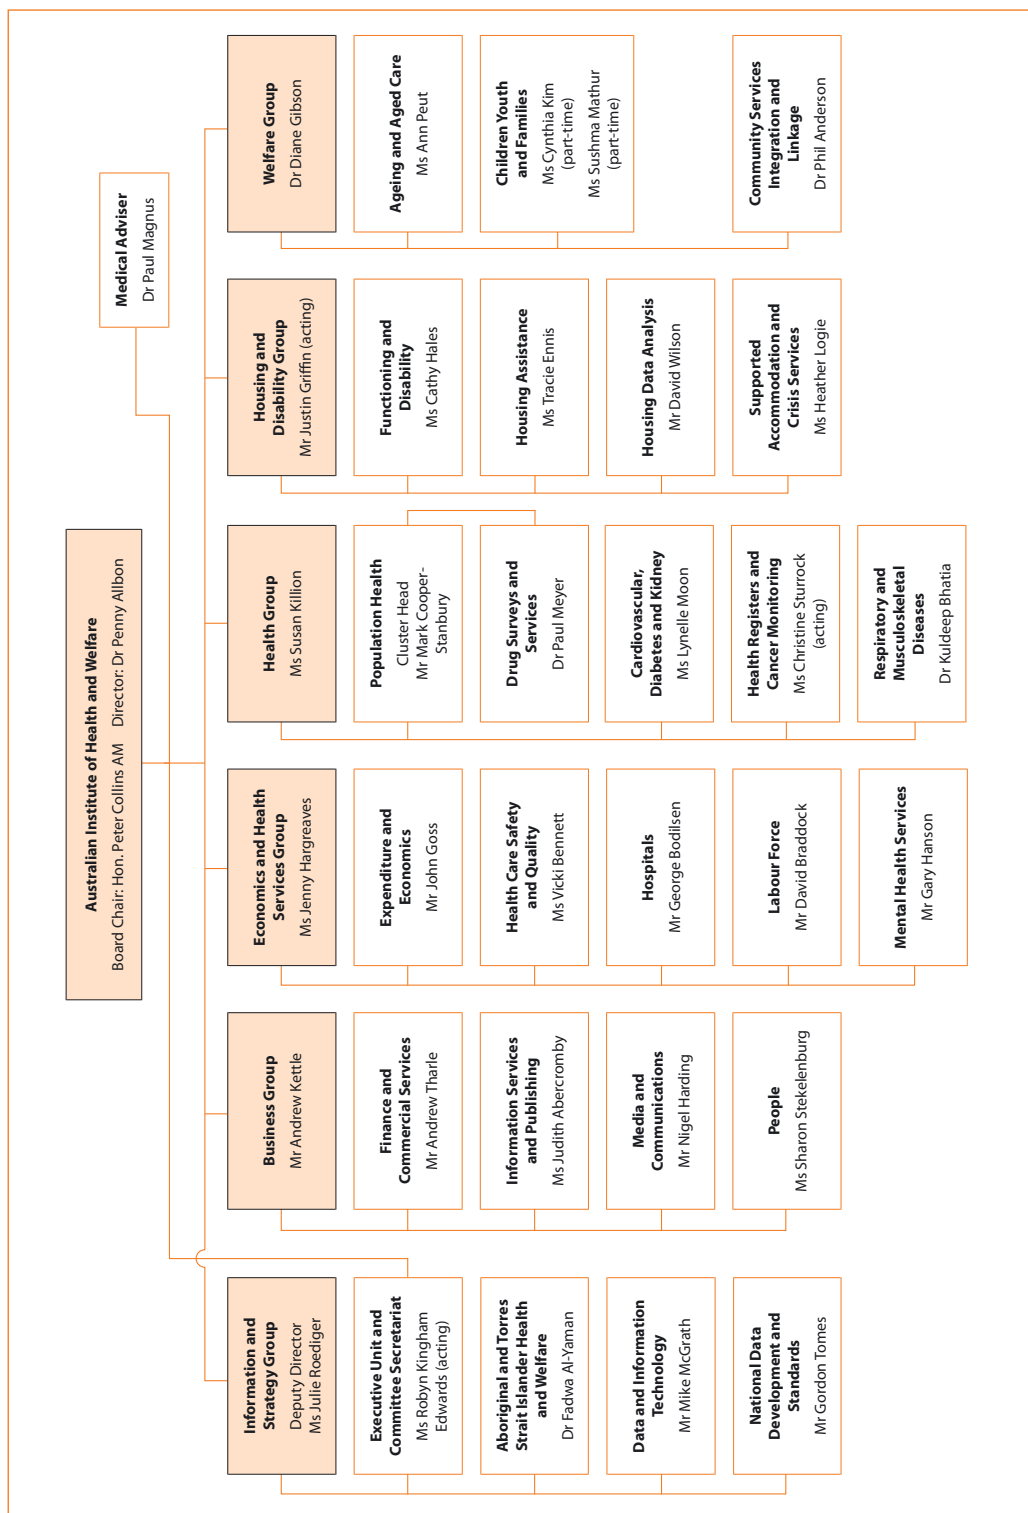 Australian Institute of Health and Welfare
Board Chair: Hon. Peter Collins AM Director: Dr Penny Allbon
Medical Adviser
Dr Paul Magnus
Information and
Strategy Group
Deputy Director
Ms Julie Roediger
Executive Unit and
Committee Secretariat
Ms Robyn Kingham
Edwards (acting)
Aboriginal and Torres
Strait Islander Health
and Welfare
Dr Fadwa Al-Yaman
Data and Information
Technology
Mr Mike McGrath
National Data
Development and
Standards
Mr Gordon Tomes
Business Group
Mr Andrew Kettle
Finance and
Commercial Services
Mr Andrew Tharle
Information Services
and Publishing
Ms Judith Abercromby
Media and
Communications
Mr Nigel Harding
People
Ms Sharon Stekelenburg
Economics and Health
Services Group
Ms Jenny Hargreaves
Expenditure and
Economics
Mr John Goss
Health Care Safety
and Quality
Ms Vicki Bennett
Hospitals
Mr George Bodilsen
Labour Force
Mr David Braddock
Mental Health Services
Mr Gary Hanson
Health Group
Ms Susan Killion
Population Health
Cluster Head
Mr Mark Cooper-
Stanbury
Drug Surveys and
Services
Dr Paul Meyer
Cardiovascular,
Diabetes and Kidney
Ms Lynelle Moon
Health Registers and
Cancer Monitoring
Ms Christine Sturrock
(acting)
Respiratory and
Musculoskeletal
Diseases
Dr Kuldeep Bhatia
Housing and
Disability Group
Mr Justin Griffin (acting)
Functioning and
Disability
Ms Cathy Hales
Housing Assistance
Ms Tracie Ennis
Housing Data Analysis
Mr David Wilson
Supported
Accommodation and
Crisis Services
Ms Heather Logie
Welfare Group
Dr Diane Gibson
Ageing and Aged Care
Ms Ann Peut
Children Youth
and Families
Ms Cynthia Kim
(part-time)
Ms Sushma Mathur
(part-time)
Community Services
Integration and
Linkage
Dr Phil Anderson